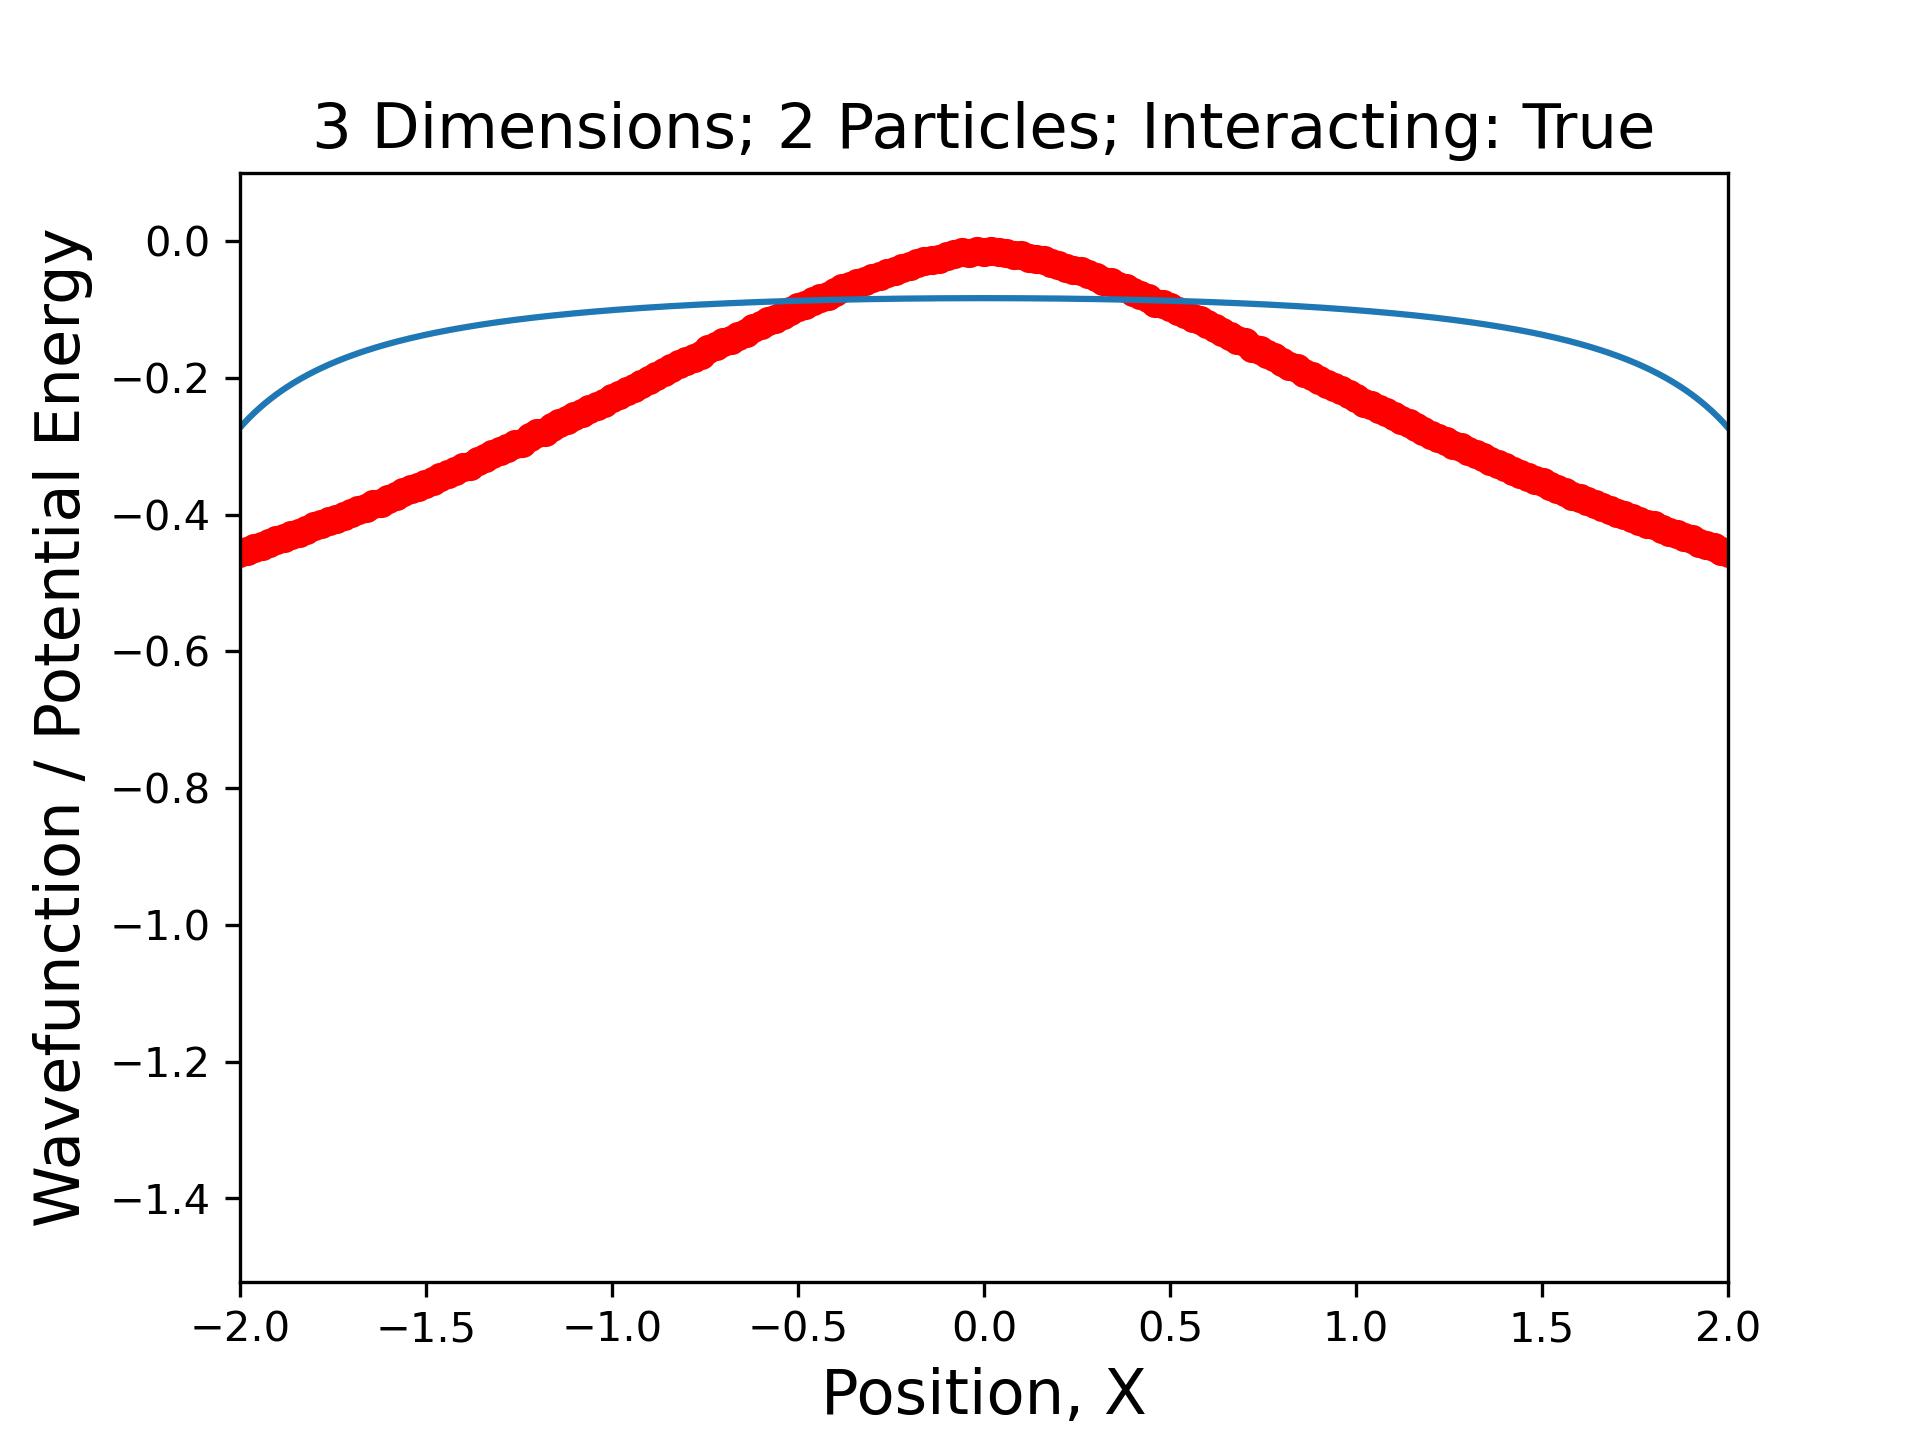 3 Dimensions; 2 Particles; Interacting: True
Wavefunction / Potential Energy
0.0
−0.2
−0.4
−0.6
−0.8
−1.0
−1.2
−1.4
−2.0 −1.5 −1.0 −0.5 0.0 0.5 1.0 1.5 2.0
Position, X